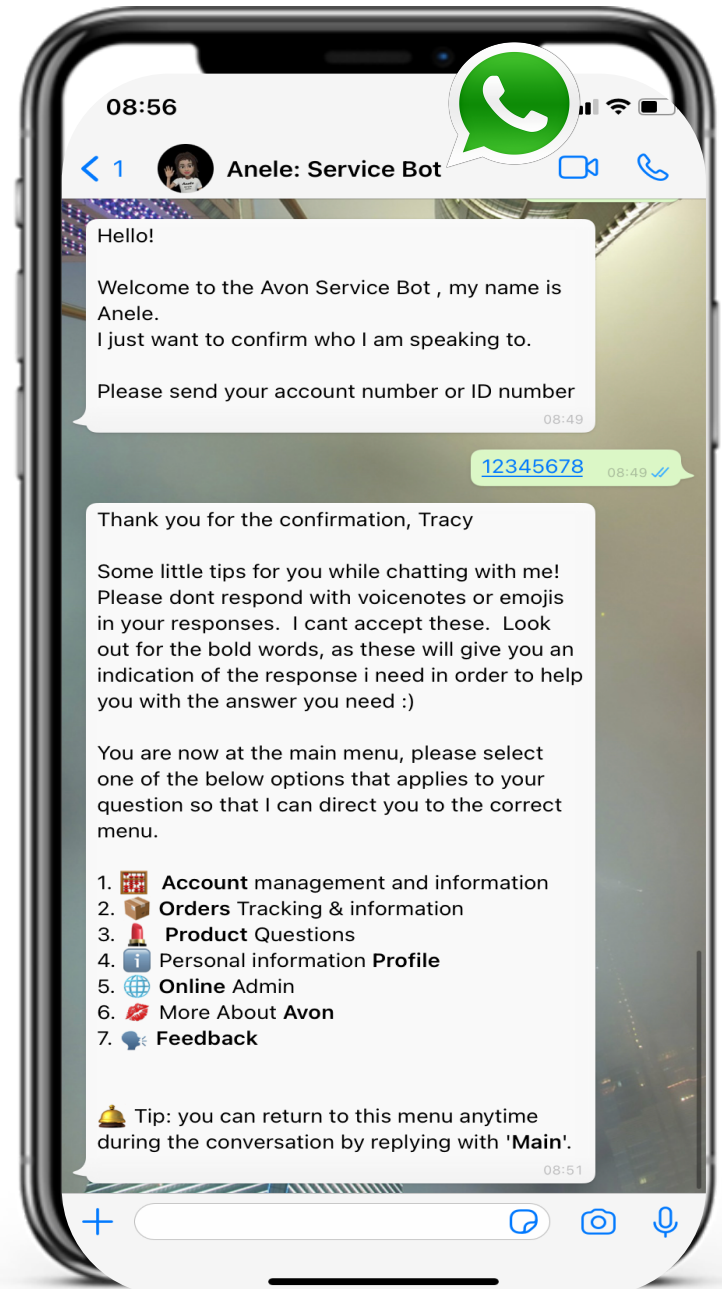 08:56
1
Anele: Service Bot
Hello!
Welcome to the Avon Service Bot , my name is
Anele.
I just want to confirm who I am speaking to.
Please send your account number or ID number
08:49
12345678 08:49
Thank you for the confirmation, Tracy
Some little tips for you while chatting with me!
Please dont respond with voicenotes or emojis
in your responses.  I cant accept these.  Look
out for the bold words, as these will give you an
indication of the response i need in order to help
you with the answer you need :)
You are now at the main menu, please select
one of the below options that applies to your
question so that I can direct you to the correct
menu.
1. 🧮 Account management and information
2. 📦 Orders Tracking & information
3. 💄 Product Questions
4. ℹ️ Personal information Profile
5. 🌐 Online Admin
6. 💋 More About Avon
7. 🗣️ Feedback
🛎️ Tip: you can return to this menu anytime
during the conversation by replying with 'Main'.
08:51